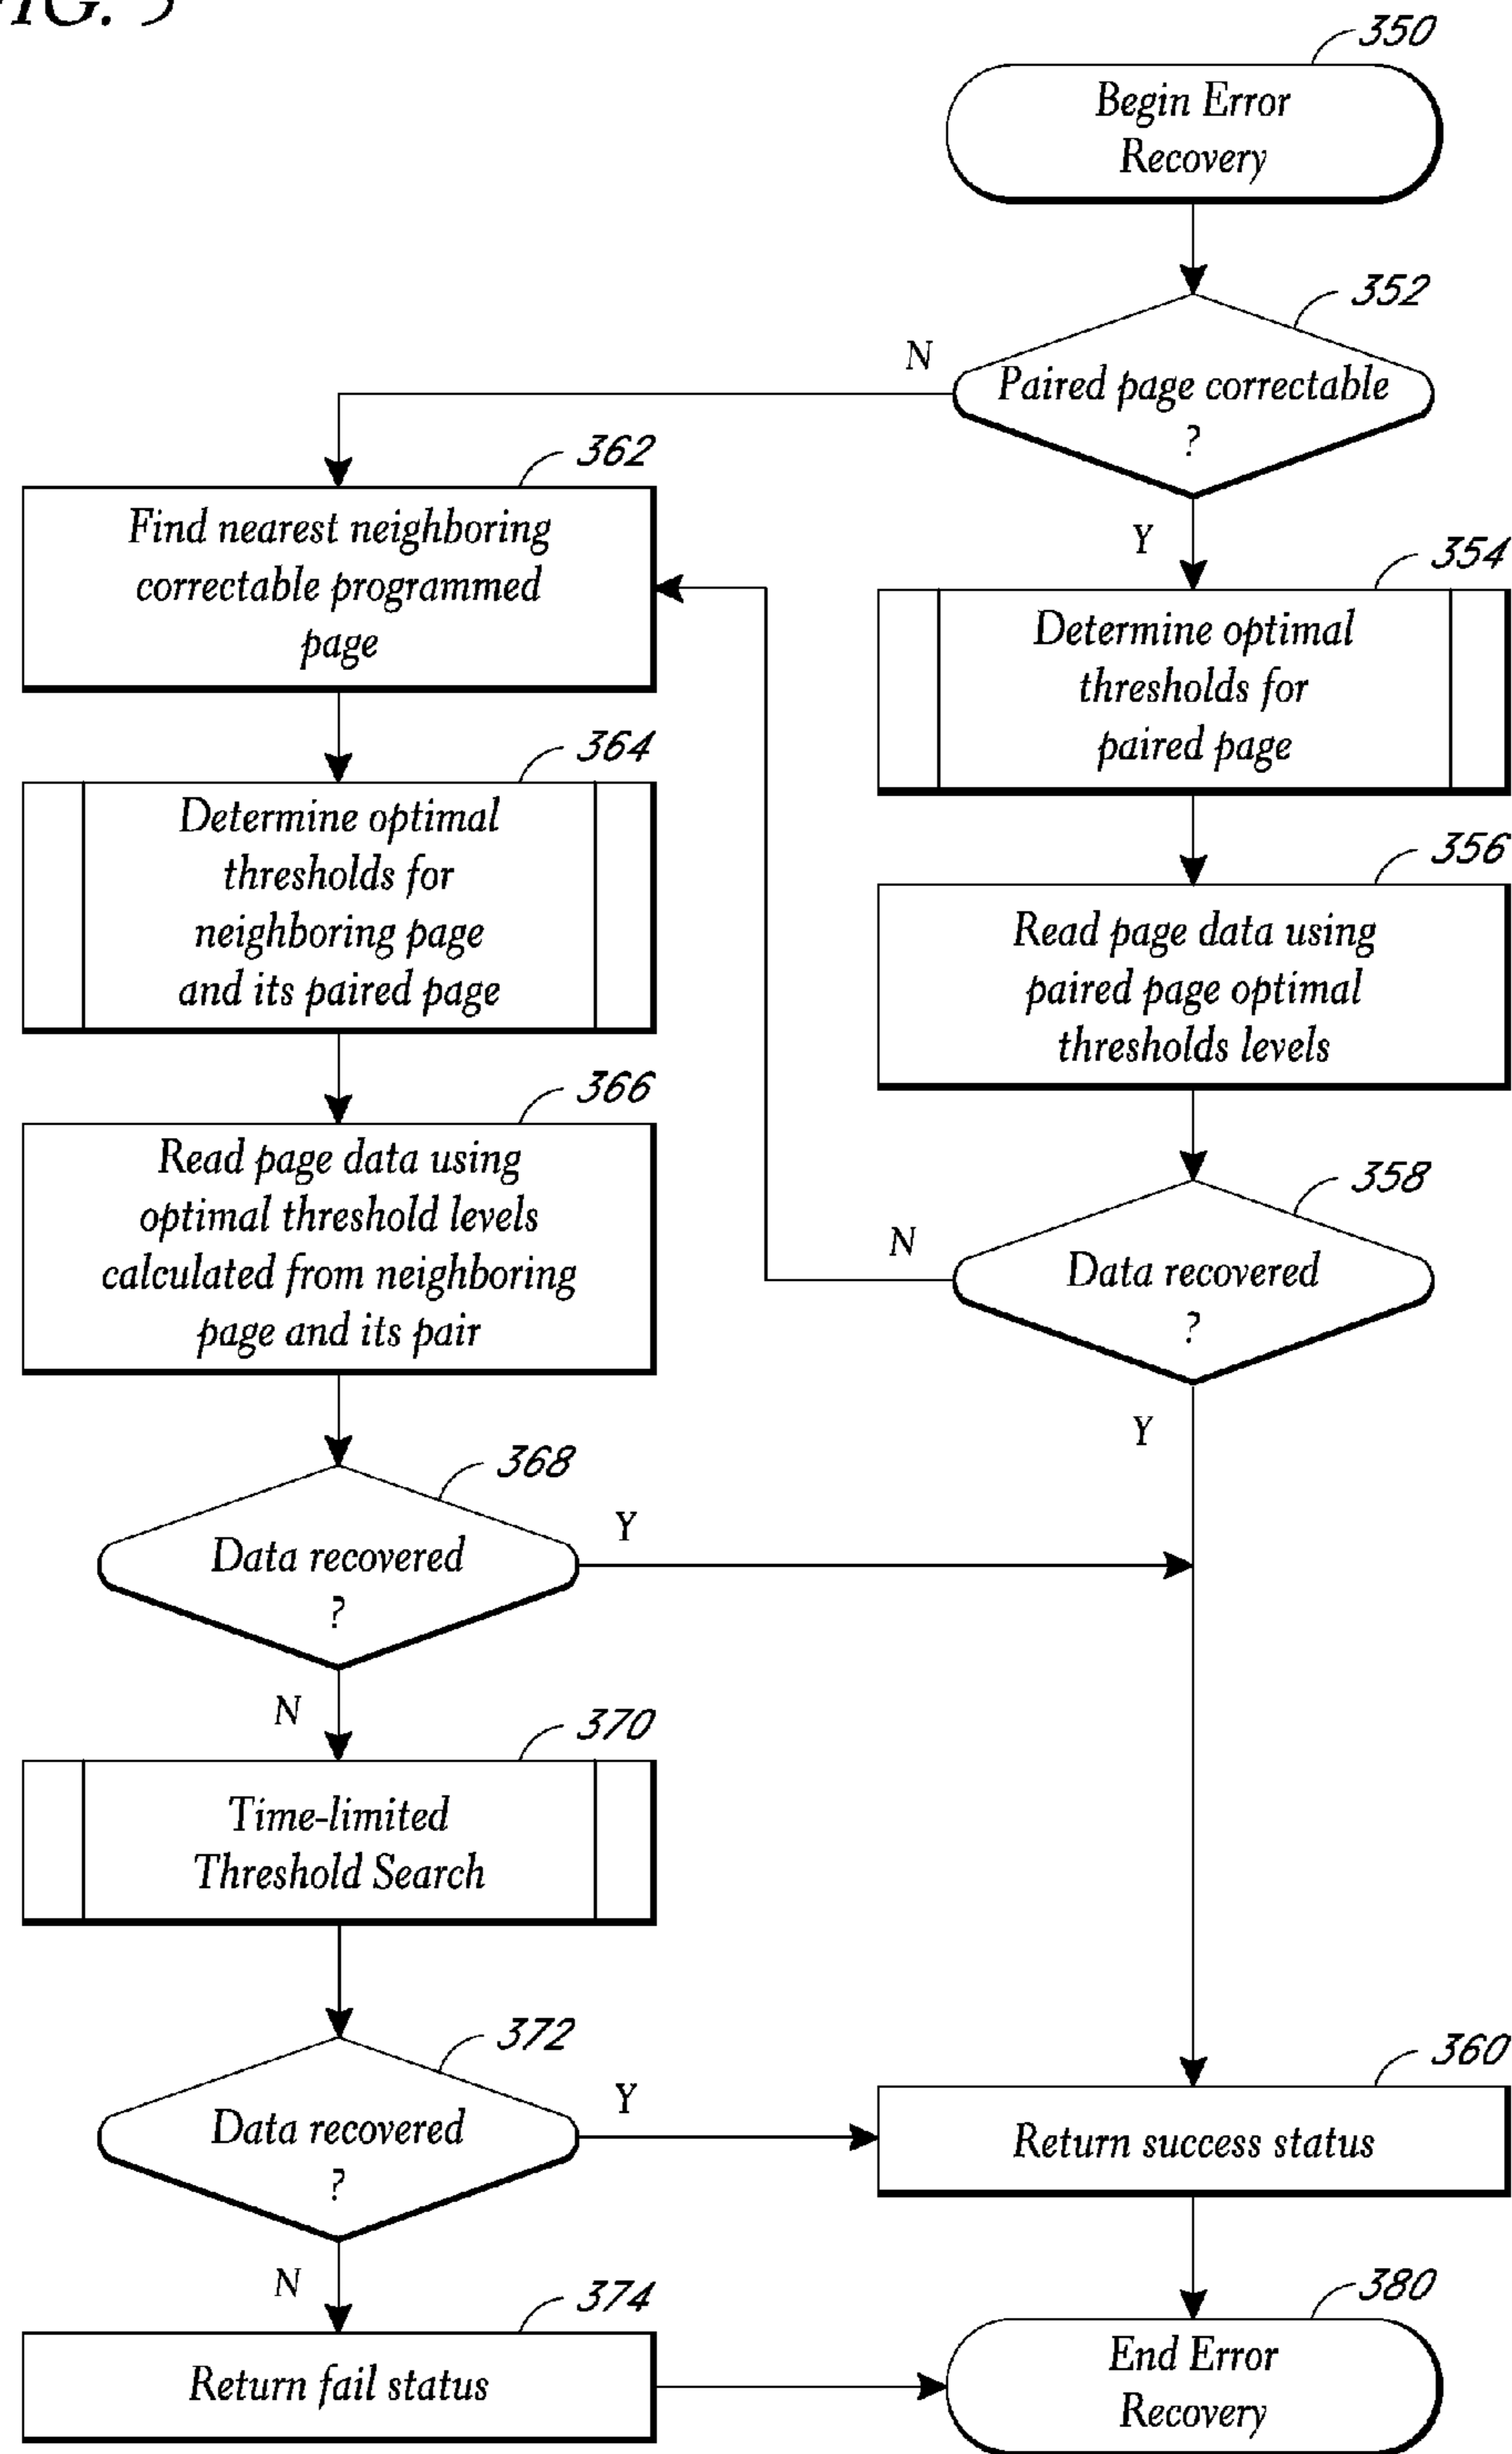 FIG. 5
350
Begin Error
Recovery
352
N
Paired page correctable
?
Y
362
Find nearest neighboring
correctable programmed
page
354
Determine optimal
thresholds for
paired page
364
Determine optimal
thresholds for
neighboring page
and its paired page
356
Read page data using
paired page optimal
thresholds levels
366
Read page data using
optimal threshold levels
calculated from neighboring
page and its pair
358
N
Data recovered
?
Y
368
Data recovered
?
Y
N
370
Time-limited
Threshold Search
372
Data recovered
?
Y
N
360
Return success status
374
Return fail status
380
End Error
Recovery